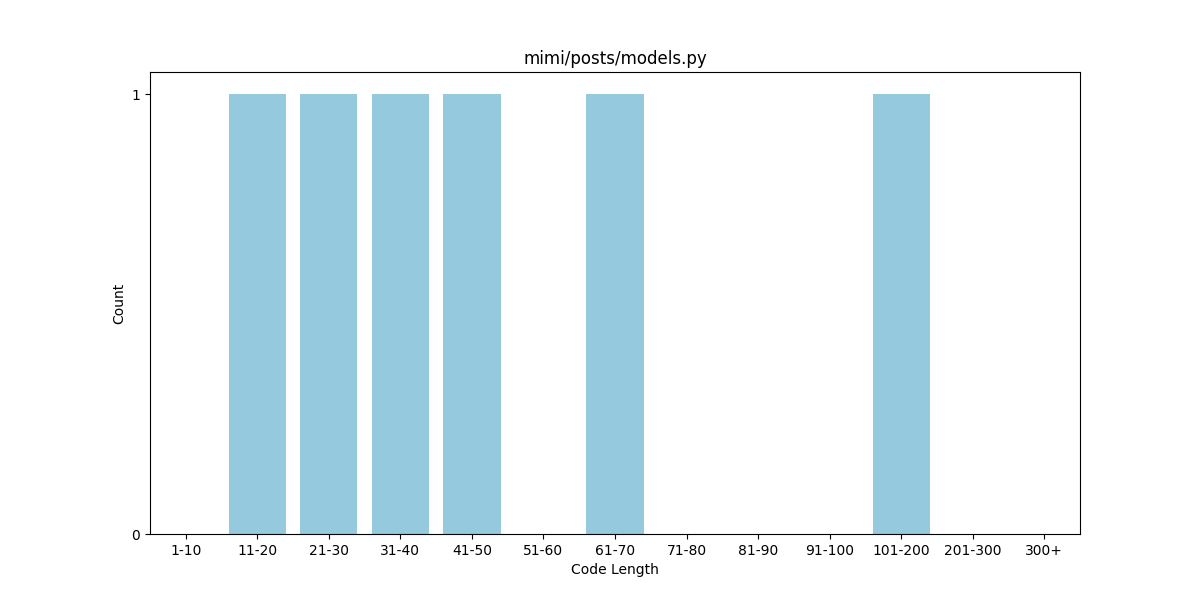 mimi/posts/models.py
1
0
Count
1-10 11-20 21-30 31-40 41-50 51-60 61-70 71-80 81-90 91-100 101-200 201-300 300+
Code Length